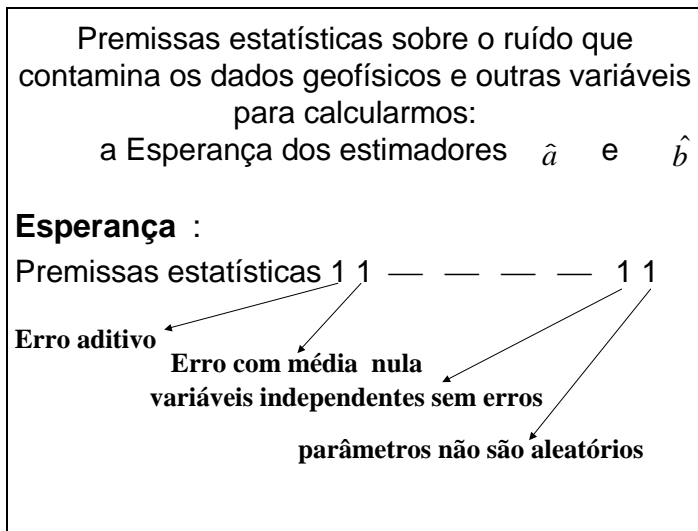 Premissas estatísticas sobre o ruído que
contamina os dados geofísicos e outras variáveis
para calcularmos:
a Esperança dos estimadores â e b̂
Esperança :
Premissas estatísticas 1 1 — — — — 1 1
Erro aditivo
Erro com média nula
variáveis independentes sem erros
parâmetros não são aleatórios